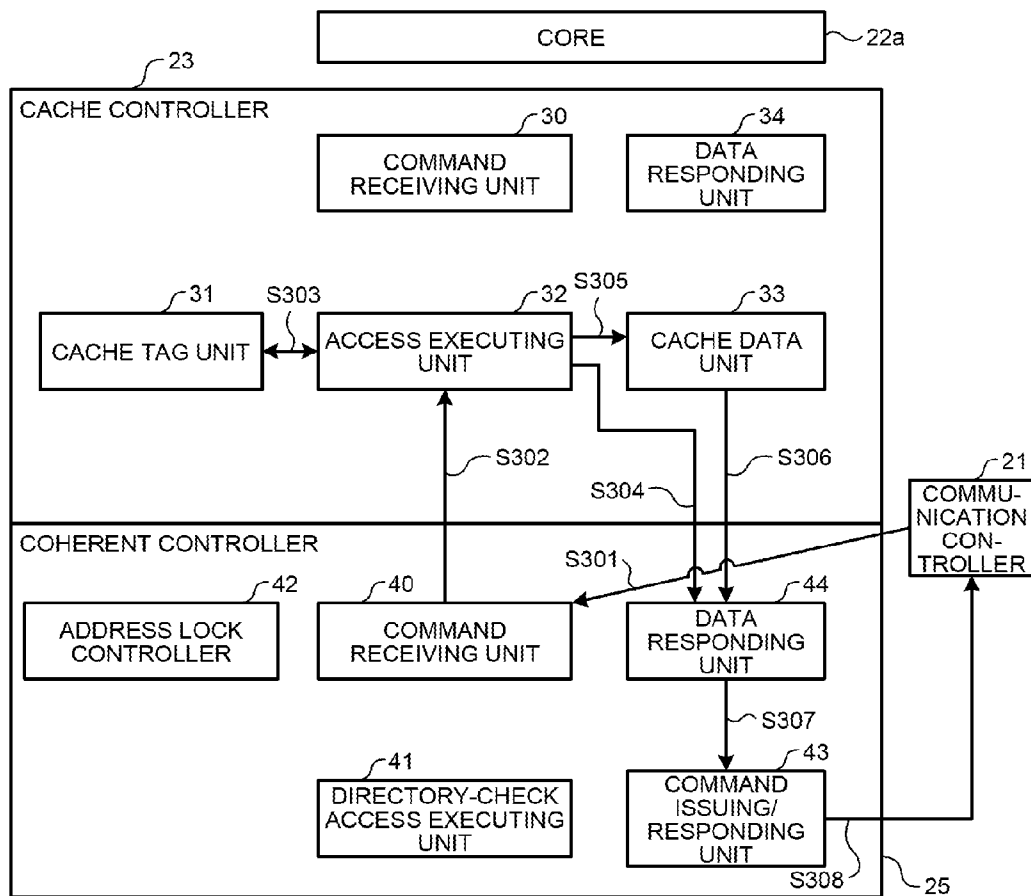 CORE
22a
23
CACHE CONTROLLER
30
COMMAND
RECEIVING UNIT
34
DATA
RESPONDING
UNIT
31
CACHE TAG UNIT
S303
32
ACCESS EXECUTING
UNIT
S305
33
CACHE DATA
UNIT
S302
S304
S306
21
COMMU-
NICATION
CON-
TROLLER
COHERENT CONTROLLER
S301
42
ADDRESS LOCK
CONTROLLER
40
COMMAND
RECEIVING UNIT
44
DATA
RESPONDING
UNIT
S307
41
DIRECTORY-CHECK
ACCESS EXECUTING
UNIT
43
COMMAND
ISSUING/
RESPONDING
UNIT
S308
25